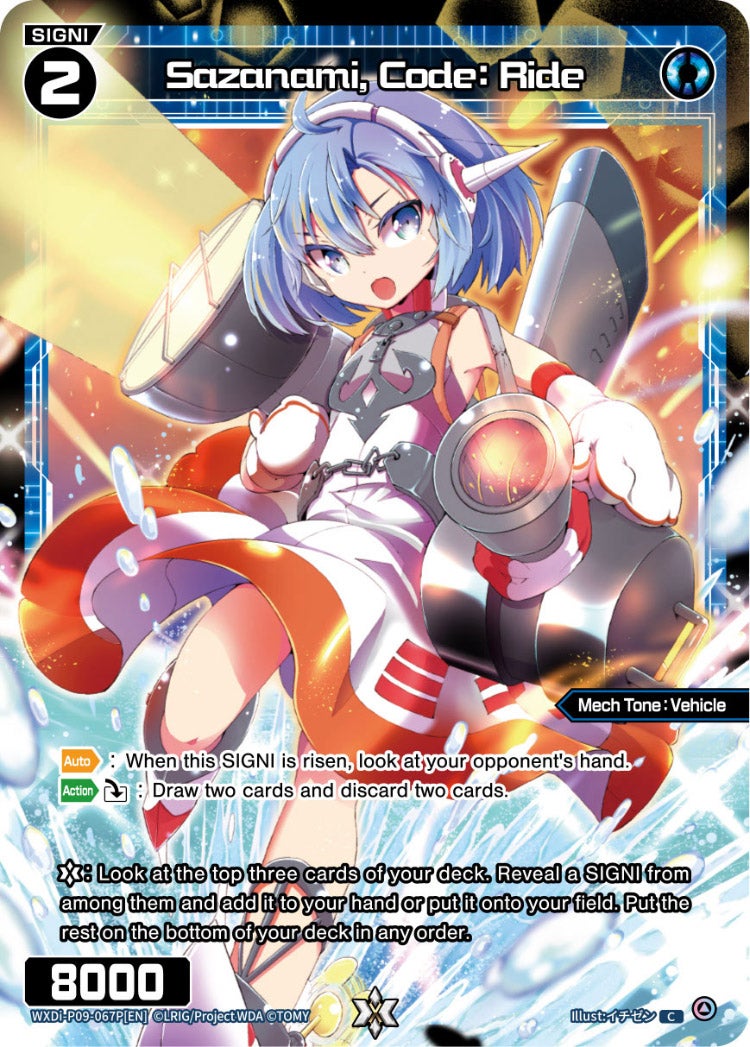 SIGNI
2
Sazanami, Code: Ride
Mech Tone : Vehicle
Auto : When this SIGNI is risen, look at your opponent's hand.
Action : Draw two cards and discard two cards.
: Look at the top three cards of your deck. Reveal a SIGNI from
among them and add it to your hand or put it onto your field. Put the
rest on the bottom of your deck in any order.
8000
WXDi-P09-067P[EN] ©LRIG/Project WDA ©TOMY
Illust:イチゼン C